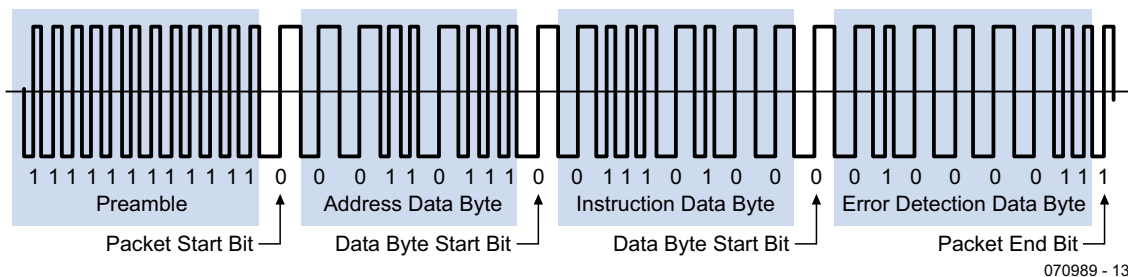 1 1 1 1 1 1 1 1 1 1 1 1 1 0 0 0 1 1 0 1 1 1 0 0 1 1 1 0 1 0 0 0 0 1 0 0 0 0 1 1 1
Preamble Address Data Byte Instruction Data Byte Error Detection Data Byte
Packet Start Bit Data Byte Start Bit Data Byte Start Bit Packet End Bit
070989 - 13